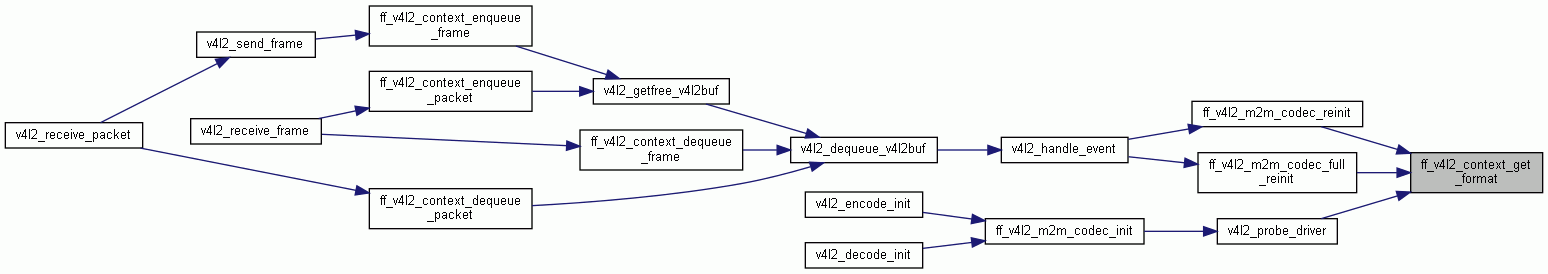 ff_v4l2_context_enqueue
_frame
v4l2_send_frame
ff_v4l2_context_enqueue
_packet
v4l2_getfree_v4l2buf
v4l2_receive_packet
v4l2_receive_frame
ff_v4l2_context_dequeue
_frame
v4l2_dequeue_v4l2buf
v4l2_handle_event
ff_v4l2_m2m_codec_reinit
ff_v4l2_m2m_codec_full
_reinit
ff_v4l2_context_get
_format
ff_v4l2_context_dequeue
_packet
v4l2_encode_init
ff_v4l2_m2m_codec_init
v4l2_probe_driver
v4l2_decode_init